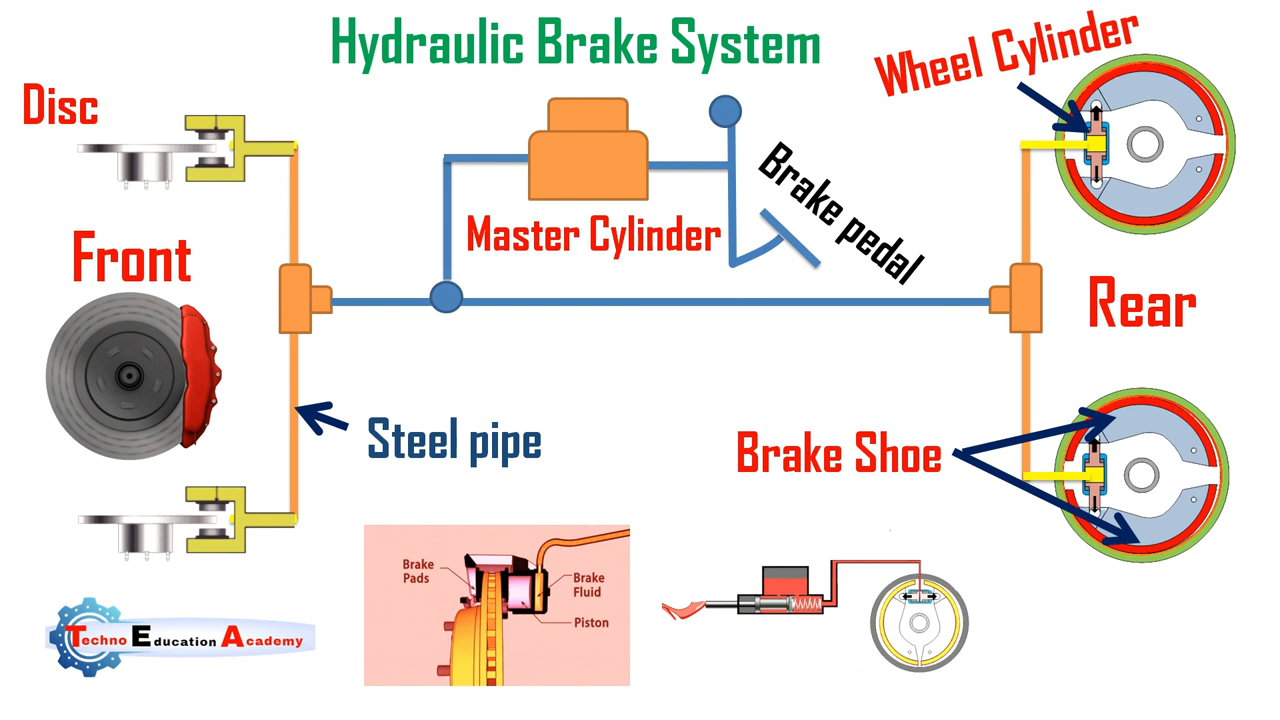 Hydraulic Brake System
Wheel Cylinder
Disc
Brake pedal
Master Cylinder
Front
Rear
Steel pipe
Brake Shoe
Brake
Pads
Brake
Fluid
Piston
Techno Education Academy